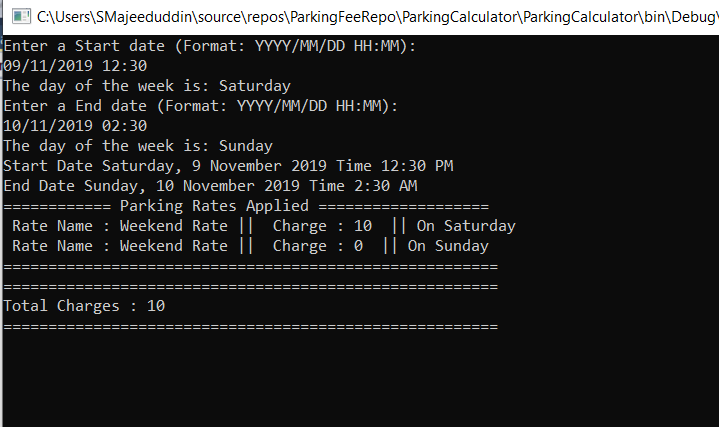 C:\Users\SMajeeduddin\source\repos\ParkingFeeRepo\ParkingCalculator\ParkingCalculator\bin\Debug\
Enter a Start date (Format: YYYY/MM/DD HH:MM):
09/11/2019 12:30
The day of the week is: Saturday
Enter a End date (Format: YYYY/MM/DD HH:MM):
10/11/2019 02:30
The day of the week is: Sunday
Start Date Saturday, 9 November 2019 Time 12:30 PM
End Date Sunday, 10 November 2019 Time 2:30 AM
============ Parking Rates Applied ===================
 Rate Name : Weekend Rate ||  Charge : 10  || On Saturday
 Rate Name : Weekend Rate ||  Charge : 0  || On Sunday
=======================================================
=======================================================
Total Charges : 10
=======================================================